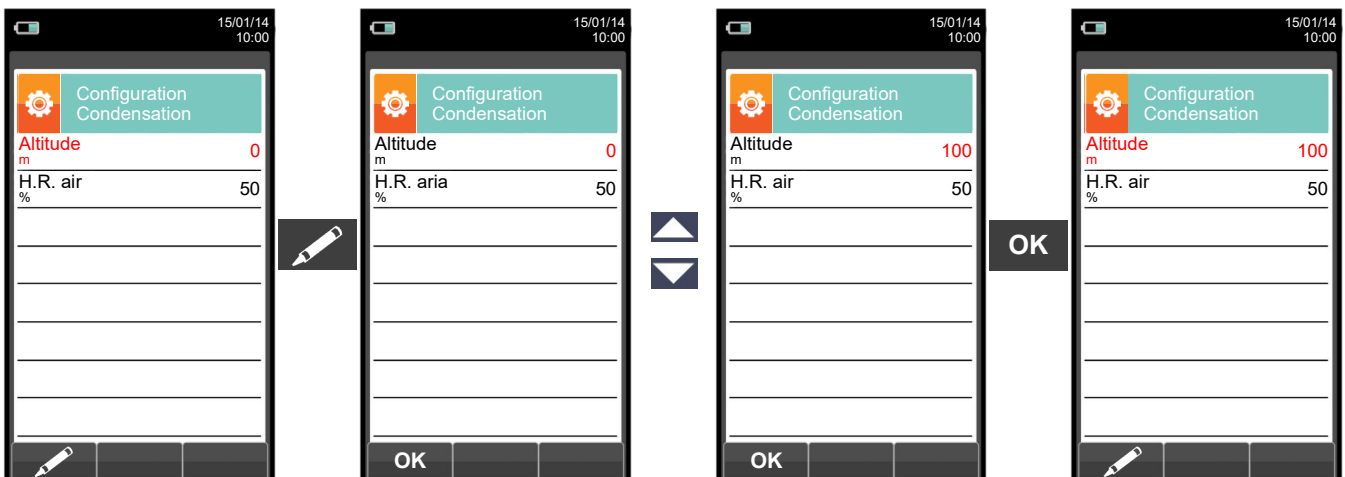 15/01/14
10:00
Configuration
Condensation
Altitude
m
0
H.R. air
%
50
15/01/14
10:00
Configuration
Condensation
Altitude
m
0
H.R. aria
%
50
OK
15/01/14
10:00
Configuration
Condensation
Altitude
m
100
H.R. air
%
50
OK
OK
15/01/14
10:00
Configuration
Condensation
Altitude
m
100
H.R. air
%
50